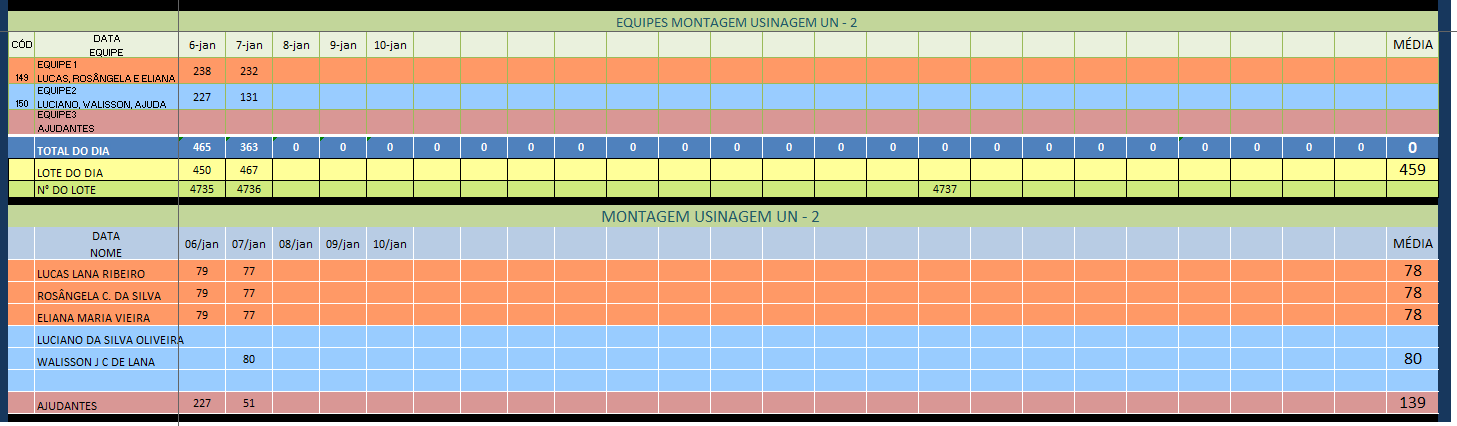 EQUIPES MONTAGEM USINAGEM UN - 2
CÓD DATA EQUIPE 6-jan 7-jan 8-jan 9-jan 10-jan MÉDIA
EQUIPE 1
149 LUCAS, ROSÂNGELA E ELIANA 238 232
EQUIPE2
150 LUCIANO, WALISSON, AJUDA 227 131
EQUIPE3
AJUDANTES
TOTAL DO DIA 465 363 0 0 0 0 0 0 0 0 0 0 0 0 0 0 0 0 0 0 0 0 0 0 0 0
LOTE DO DIA 450 467 459
Nº DO LOTE 4735 4736 4737
MONTAGEM USINAGEM UN - 2
DATA NOME 06/jan 07/jan 08/jan 09/jan 10/jan MÉDIA
LUCAS LANA RIBEIRO 79 77 78
ROSÂNGELA C. DA SILVA 79 77 78
ELIANA MARIA VIEIRA 79 77 78
LUCIANO DA SILVA OLIVEIRA
WALISSON J C DE LANA 80 80
AJUDANTES 227 51 139